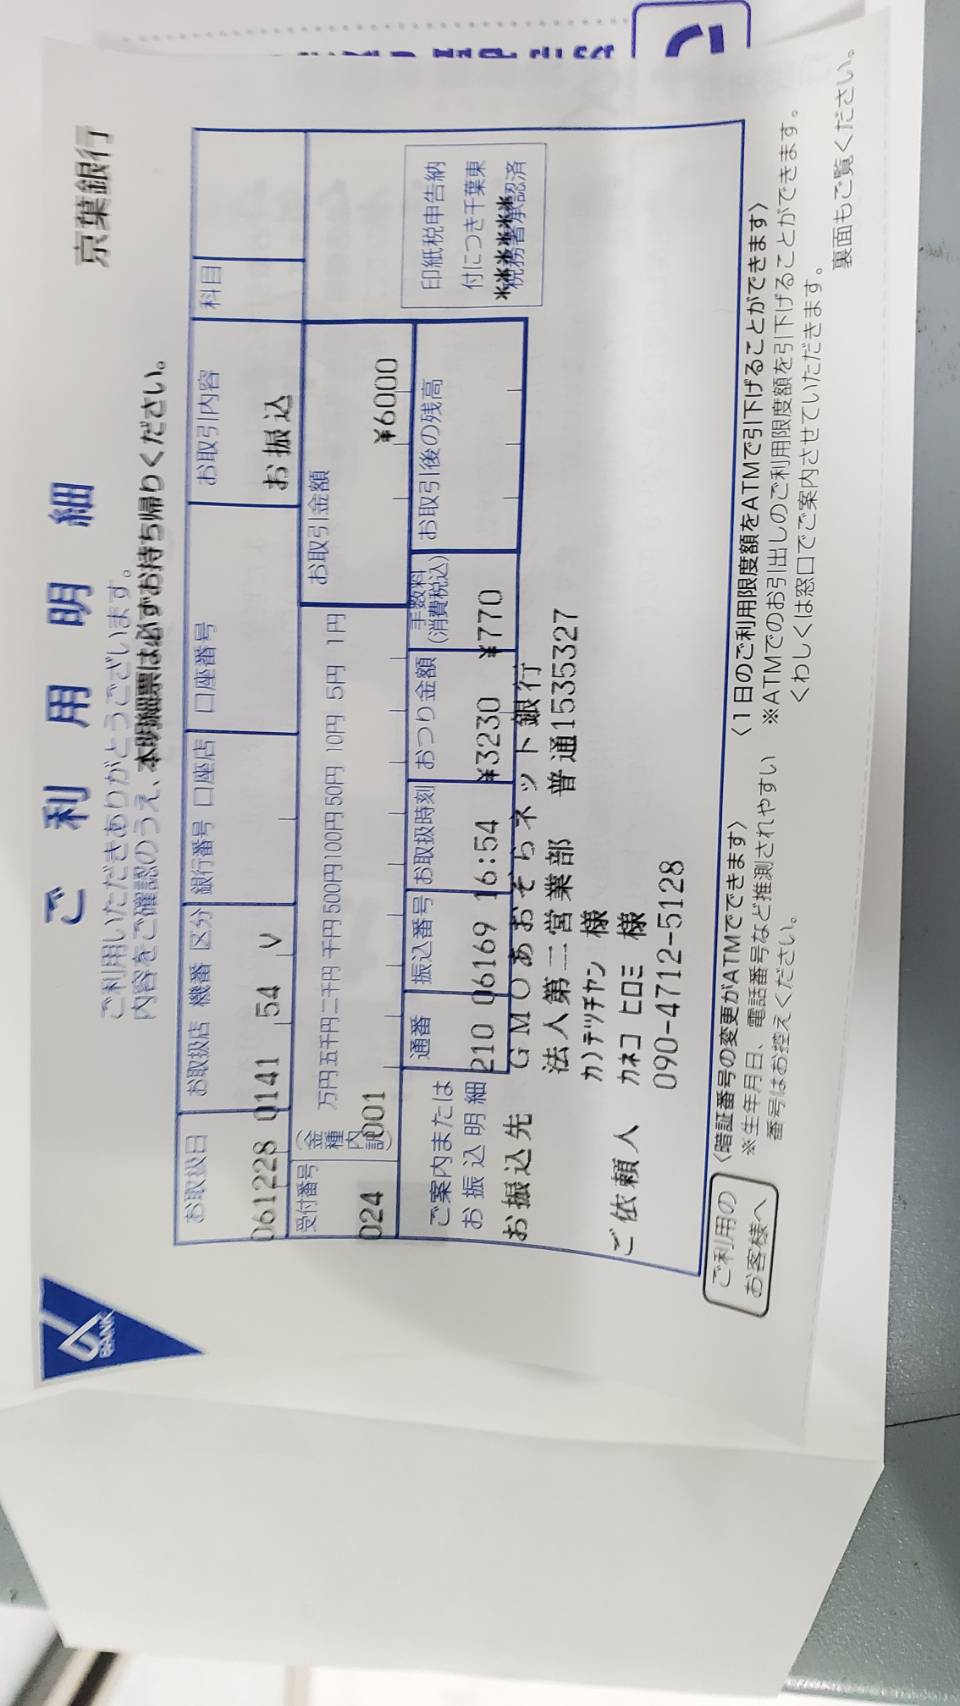 BANK
ご利用明細
京葉銀行
ご利用いただきありがとうございます。
内容をご確認のうえ、本明細票は必ずお持ち帰りください。
お取扱日 お取扱店 機番 区分 銀行番号 口座店 口座番号 お取引内容 科目
061228 0141 54 V お振込
受付番号 (金種内訳) 万円 五千円 二千円 千円 500円 100円 50円 10円 5円 1円 お取引金額
024 001 ¥6000
ご案内または
お振込明細
通番 振込番号 お取扱時刻 おつり金額 手数料(消費税込) お取引後の残高
210 06169 16:54 ¥3230 ¥770
印紙税申告納
付につき千葉東
税務署承認済
*******
お振込先 GMOあおぞらネット銀行
法人第二営業部 普通1535327
カ)テツチヤン 様
ご依頼人 カネコ ヒロミ 様
090-4712-5128
ご利用の
お客様へ
〈暗証番号の変更がATMでできます〉
※生年月日、電話番号など推測されやすい
番号はお控えください。
〈1日のご利用限度額をATMで引下げることができます〉
※ATMでのお引出しのご利用限度額を引下げることができます。
くわしくは窓口でご案内させていただきます。
裏面もご覧ください。